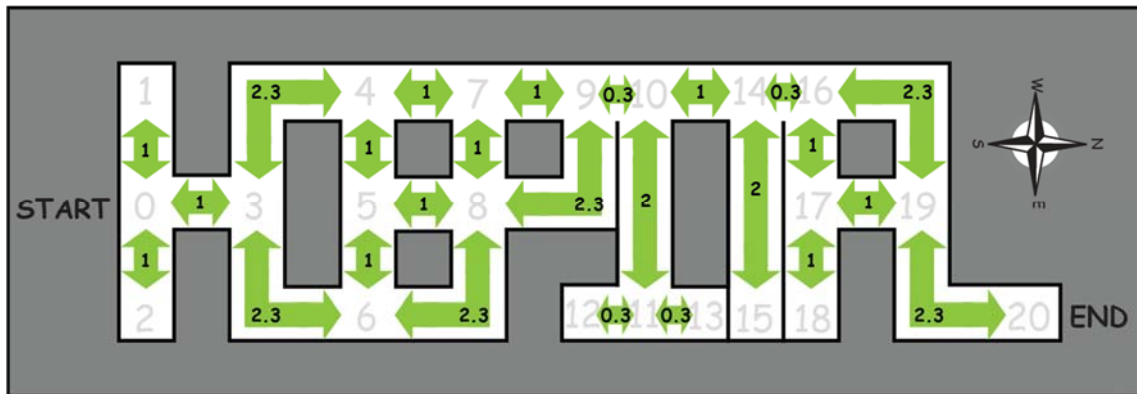 1 2.3 4 1 7 1 9 0.3 10 1 14 0.3 16 2.3
1 1 1 1
START 0 1 3 5 1 8 2.3 2 2 17 1 19
1 1 1
2 2.3 6 2.3 12 0.3 11 0.3 13 15 18 2.3 20 END
W
S N
E